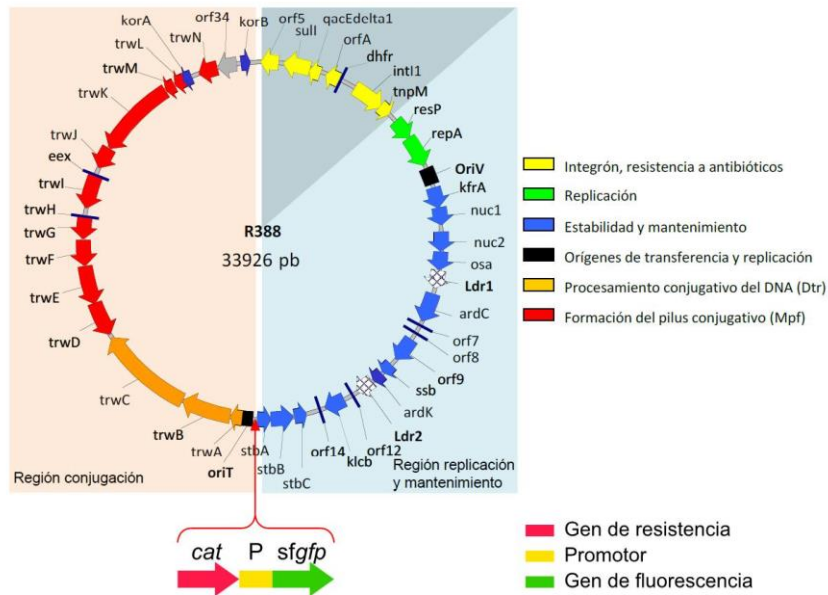 korA
orf34
korB
orf5
sulI
qacEdelta1
orfA
dhfr
intI1
tnpM
resP
repA
OriV
kfrA
nuc1
nuc2
osa
Ldr1
ardC
orf7
orf8
orf9
ssb
ardK
Ldr2
orf12
klcb
orf14
stbC
stbB
stbA
oriT
trwA
trwB
trwC
trwD
trwE
trwF
trwG
trwH
trwI
eex
trwJ
trwK
trwM
trwL
trwN
R388
33926 pb
Región conjugación
Región replicación
y mantenimiento
Integrón, resistencia a antibióticos
Replicación
Estabilidad y mantenimiento
Orígenes de transferencia y replicación
Procesamiento conjugativo del DNA (Dtr)
Formación del pilus conjugativo (Mpf)
cat P sfgfp
Gen de resistencia
Promotor
Gen de fluorescencia